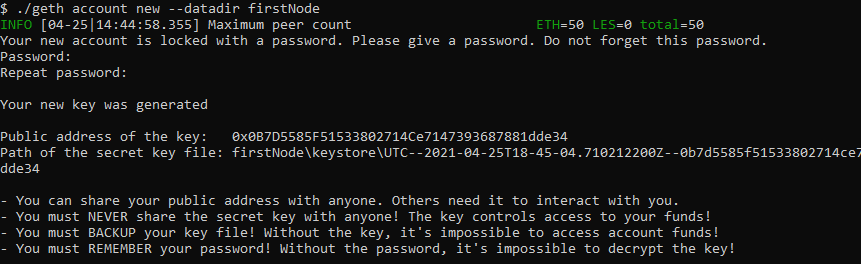 $ ./geth account new --datadir firstNode
INFO [04-25|14:44:58.355] Maximum peer count ETH=50 LES=0 total=50
Your new account is locked with a password. Please give a password. Do not forget this password.
Password:
Repeat password:
Your new key was generated
Public address of the key: 0x0B7D5585F51533802714Ce7147393687881dde34
Path of the secret key file: firstNode\keystore\UTC--2021-04-25T18-45-04.710212200Z--0b7d5585f51533802714ce7
dde34
- You can share your public address with anyone. Others need it to interact with you.
- You must NEVER share the secret key with anyone! The key controls access to your funds!
- You must BACKUP your key file! Without the key, it's impossible to access account funds!
- You must REMEMBER your password! Without the password, it's impossible to decrypt the key!